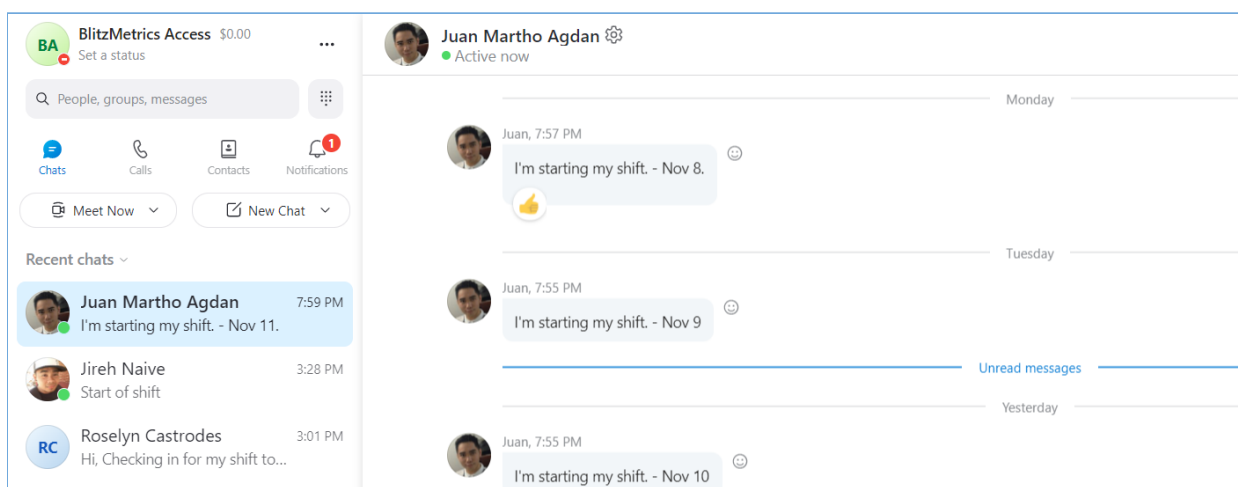 BA
BlitzMetrics Access $0.00
Set a status
People, groups, messages
Chats
Calls
Contacts
1
Notifications
Meet Now
New Chat
Recent chats
Juan Martho Agdan 7:59 PM
I'm starting my shift. - Nov 11.
Jireh Naive 3:28 PM
Start of shift
RC
Roselyn Castrodes 3:01 PM
Hi, Checking in for my shift to...
Juan Martho Agdan
Active now
Monday
Juan, 7:57 PM
I'm starting my shift. - Nov 8.
Tuesday
Juan, 7:55 PM
I'm starting my shift. - Nov 9
Unread messages
Yesterday
Juan, 7:55 PM
I'm starting my shift. - Nov 10